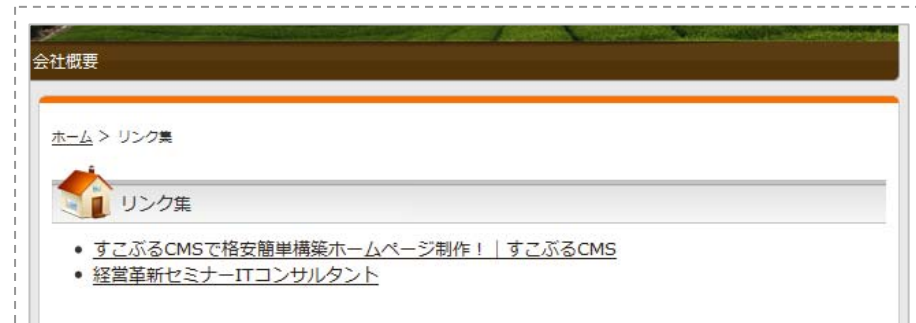 会社概要
ホーム > リンク集
リンク集
すこぶるCMSで格安簡単構築ホームページ制作！｜すこぶるCMS
経営革新セミナーITコンサルタント